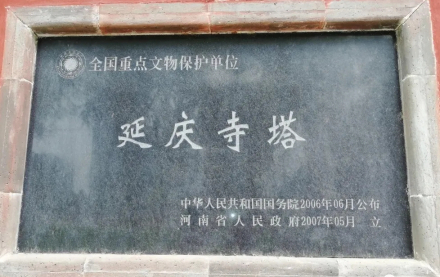 全国重点文物保护单位
延庆寺塔
中华人民共和国国务院2006年05月公布
河南省人民政府2007年05月 立